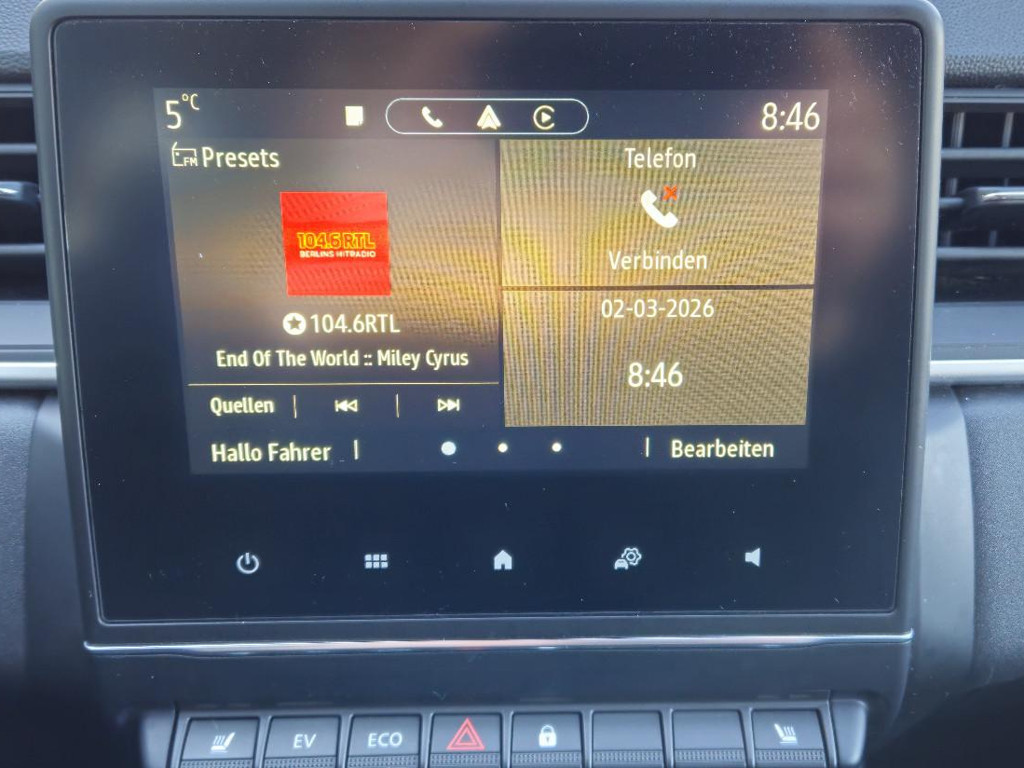 5°C
8:46
FM Presets
104.6 RTL
BERLINS HITRADIO
104.6RTL
End Of The World :: Miley Cyrus
Quellen
Hallo Fahrer
Telefon
Verbinden
02-03-2026
8:46
Bearbeiten
EV
ECO